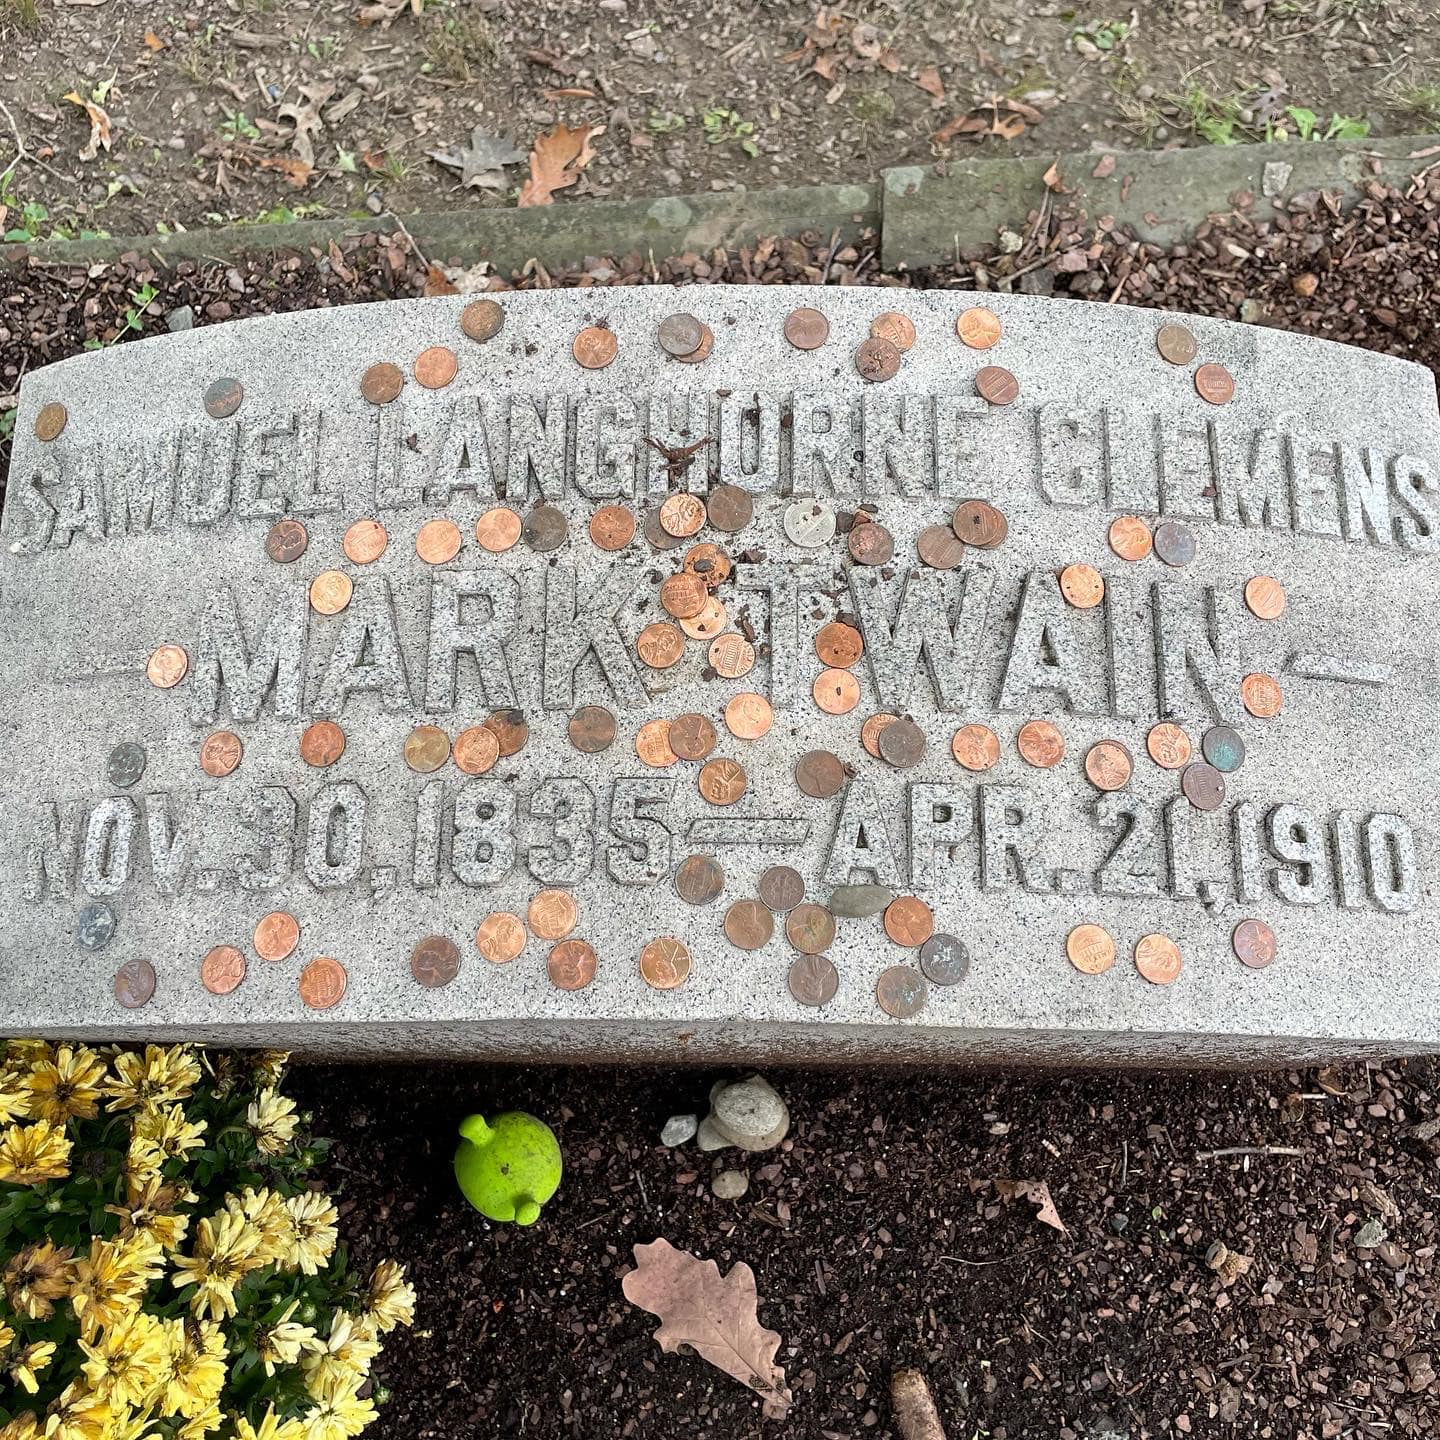 SAMUEL LANGHORNE CLEMENS
— MARK TWAIN —
NOV. 30, 1835 — APR. 21, 1910